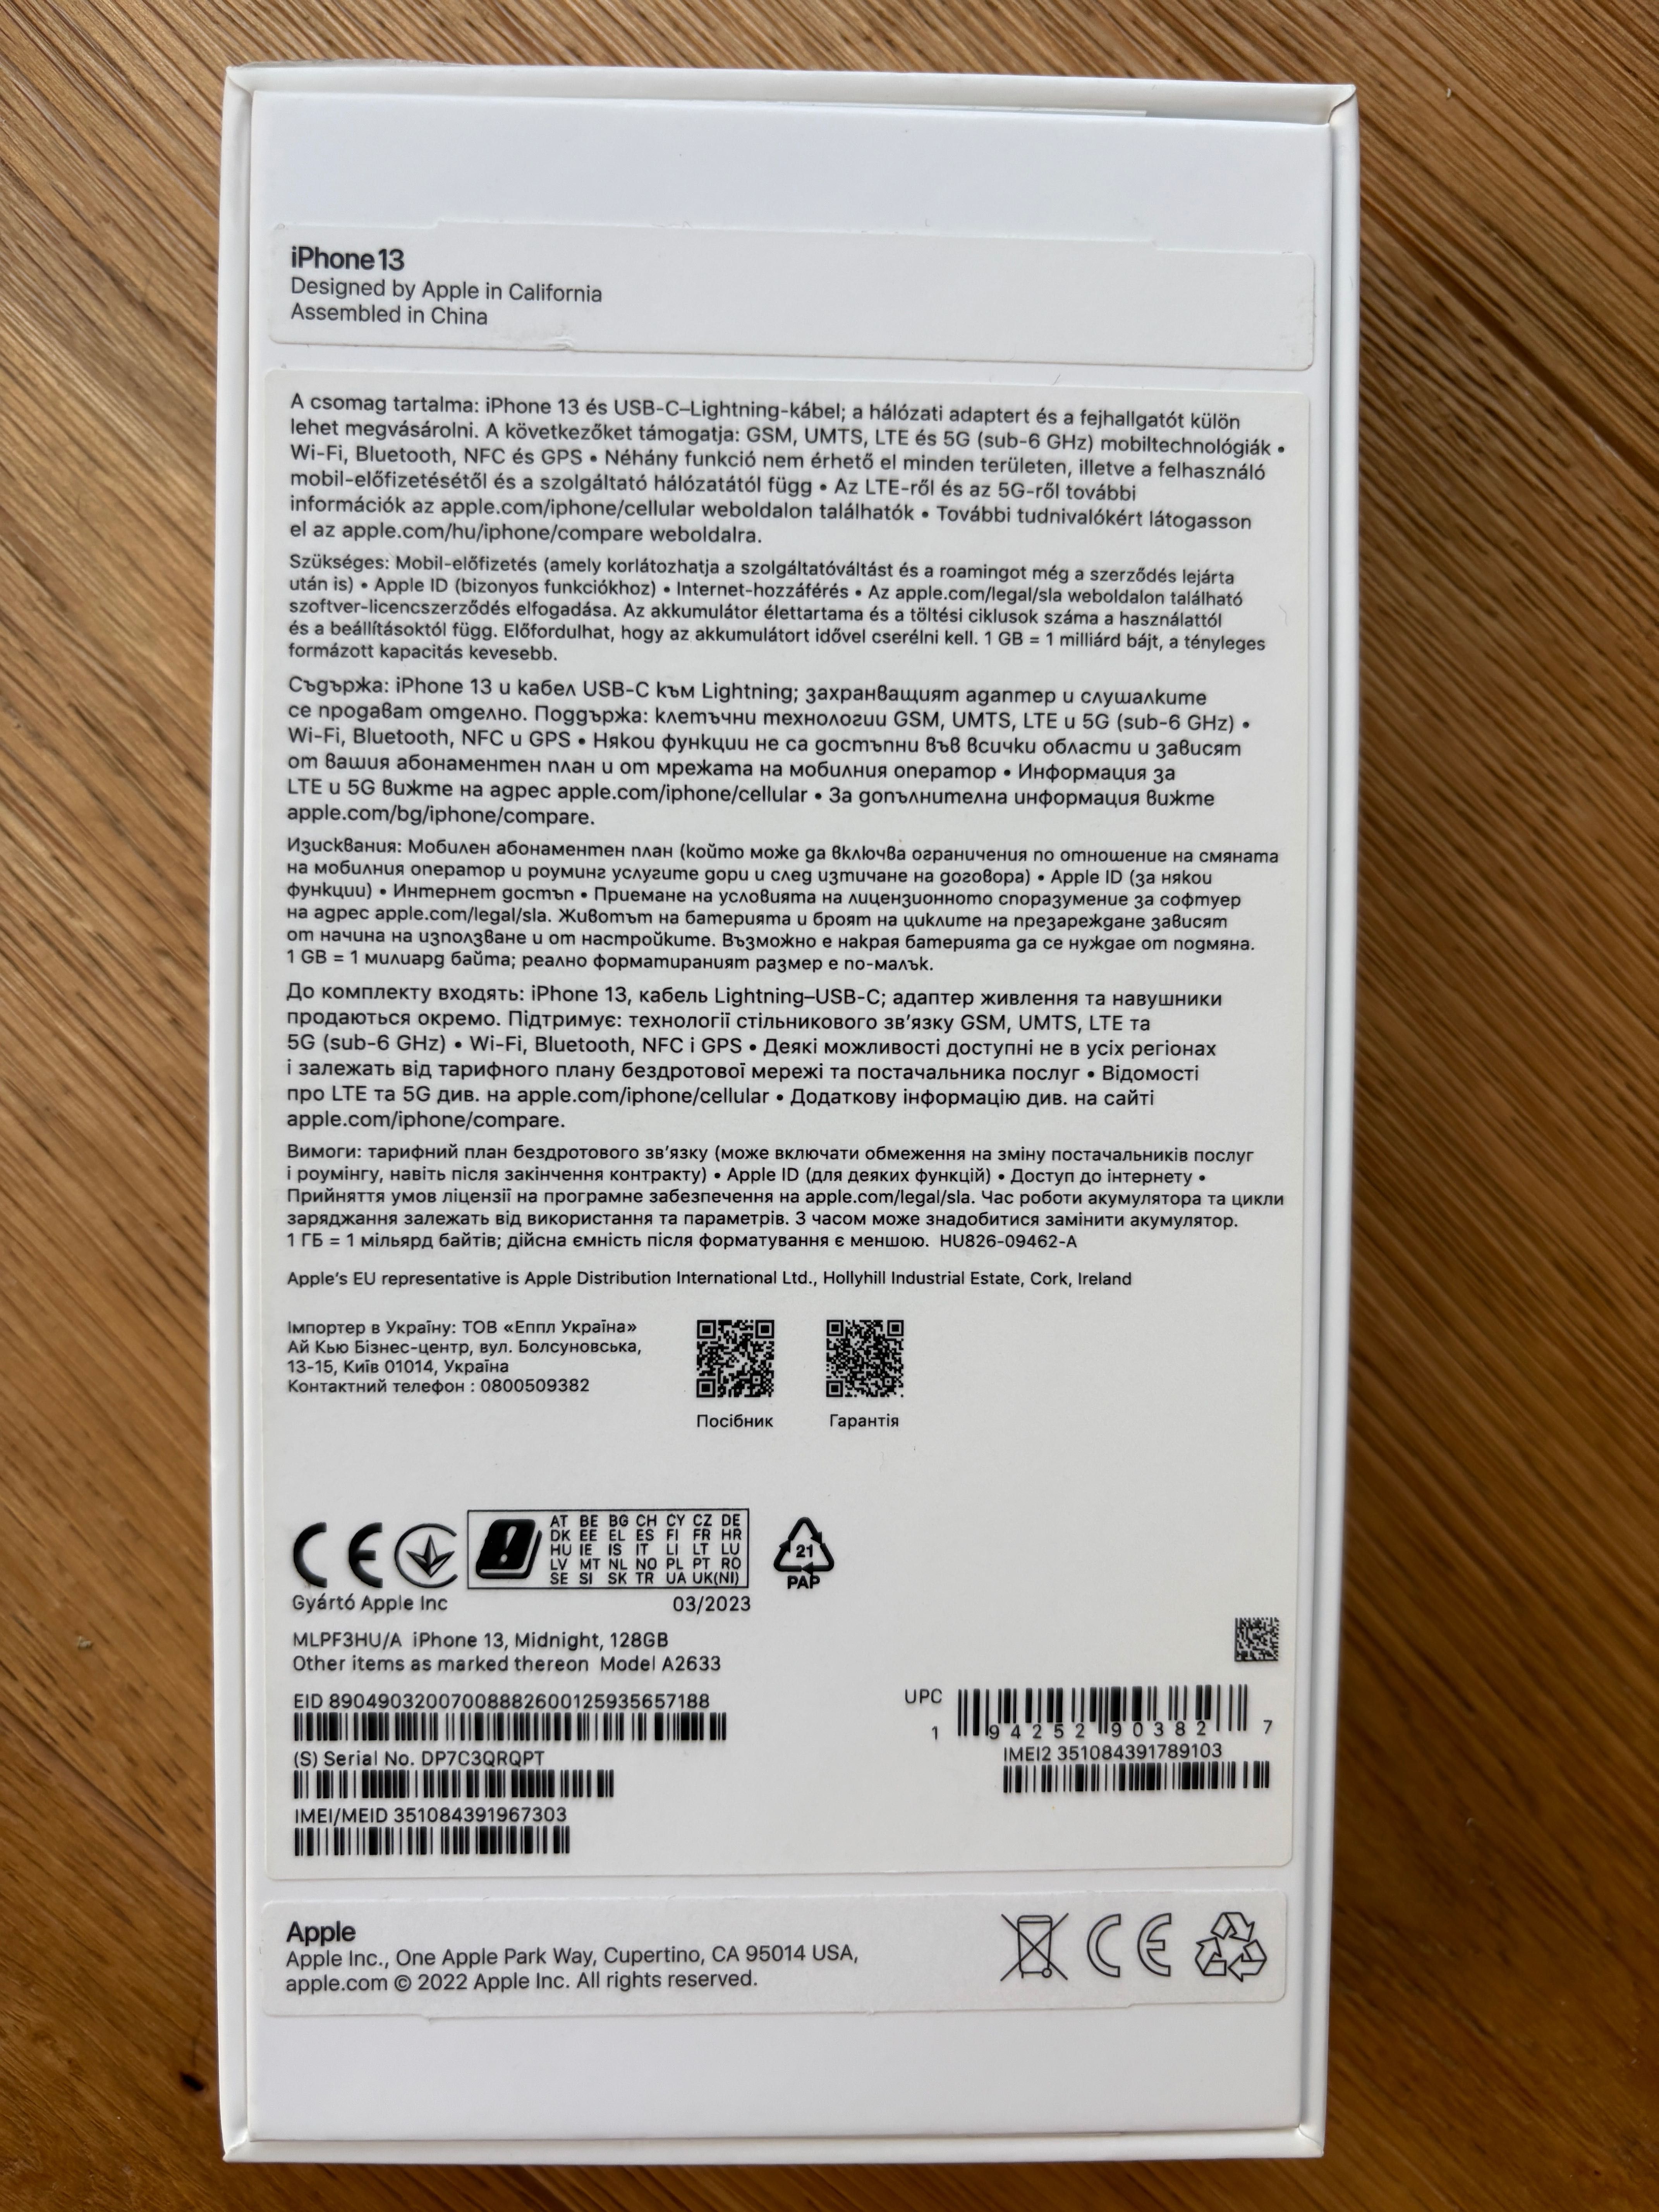 iPhone 13
Designed by Apple in California
Assembled in China
A csomag tartalma: iPhone 13 és USB-C–Lightning-kábel; a hálózati adaptert és a fejhallgatót külön
lehet megvásárolni. A következőket támogatja: GSM, UMTS, LTE és 5G (sub-6 GHz) mobiltechnológiák •
Wi-Fi, Bluetooth, NFC és GPS • Néhány funkció nem érhető el minden területen, illetve a felhasználó
mobil-előfizetésétől és a szolgáltató hálózatától függ • Az LTE-ről és az 5G-ről további
információk az apple.com/iphone/cellular weboldalon találhatók • További tudnivalókért látogasson
el az apple.com/hu/iphone/compare weboldalra.
Szükséges: Mobil-előfizetés (amely korlátozhatja a szolgáltatóváltást és a roamingot még a szerződés lejárta
után is) • Apple ID (bizonyos funkciókhoz) • Internet-hozzáférés • Az apple.com/legal/sla weboldalon található
szoftver-licencszerződés elfogadása. Az akkumulátor élettartama és a töltési ciklusok száma a használattól
és a beállításoktól függ. Előfordulhat, hogy az akkumulátort idővel cserélni kell. 1 GB = 1 milliárd bájt, a tényleges
formázott kapacitás kevesebb.
Съдържа: iPhone 13 и кабел USB-C към Lightning; захранващият адаптер и слушалките
се продават отделно. Поддържа: клетъчни технологии GSM, UMTS, LTE и 5G (sub-6 GHz) •
Wi-Fi, Bluetooth, NFC и GPS • Някои функции не са достъпни във всички области и зависят
от вашия абонаментен план и от мрежата на мобилния оператор • Информация за
LTE и 5G вижте на адрес apple.com/iphone/cellular • За допълнителна информация вижте
apple.com/bg/iphone/compare.
Изисквания: Мобилен абонаментен план (който може да включва ограничения по отношение на смяната
на мобилния оператор и роуминг услугите дори и след изтичане на договора) • Apple ID (за някои
функции) • Интернет достъп • Приемане на условията на лицензионното споразумение за софтуер
на адрес apple.com/legal/sla. Животът на батерията и броят на циклите на презареждане зависят
от начина на използване и от настройките. Възможно е накрая батерията да се нуждае от подмяна.
1 GB = 1 милиард байта; реално форматираният размер е по-малък.
До комплекту входять: iPhone 13, кабель Lightning–USB-C; адаптер живлення та навушники
продаються окремо. Підтримує: технології стільникового зв’язку GSM, UMTS, LTE та
5G (sub-6 GHz) • Wi-Fi, Bluetooth, NFC і GPS • Деякі можливості доступні не в усіх регіонах
і залежать від тарифного плану бездротової мережі та постачальника послуг • Відомості
про LTE та 5G див. на apple.com/iphone/cellular • Додаткову інформацію див. на сайті
apple.com/iphone/compare.
Вимоги: тарифний план бездротового зв’язку (може включати обмеження на зміну постачальників послуг
і роумінгу, навіть після закінчення контракту) • Apple ID (для деяких функцій) • Доступ до інтернету •
Прийняття умов ліцензії на програмне забезпечення на apple.com/legal/sla. Час роботи акумулятора та цикли
заряджання залежать від використання та параметрів. З часом може знадобитися замінити акумулятор.
1 ГБ = 1 мільярд байтів; дійсна ємність після форматування є меншою. HU826-09462-A
Apple’s EU representative is Apple Distribution International Ltd., Hollyhill Industrial Estate, Cork, Ireland
Імпортер в Україну: ТОВ «Еппл Україна»
Ай Кью Бізнес-центр, вул. Болсуновська,
13-15, Київ 01014, Україна
Контактний телефон : 0800509382
Посібник
Гарантія
CE
AT BE BG CH CY CZ DE
DK EE EL ES FI FR HR
HU IE IS IT LI LT LU
LV MT NL NO PL PT RO
SE SI SK TR UA UK(NI)
21
PAP
Gyártó Apple Inc
03/2023
MLPF3HU/A iPhone 13, Midnight, 128GB
Other items as marked thereon Model A2633
EID 89049032007008882600125935657188
(S) Serial No. DP7C3QRQPT
IMEI/MEID 351084391967303
UPC
1 94252 90382 7
IMEI2 351084391789103
Apple
Apple Inc., One Apple Park Way, Cupertino, CA 95014 USA,
apple.com © 2022 Apple Inc. All rights reserved.
CE